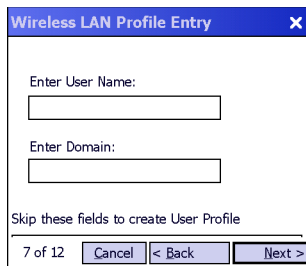 Wireless LAN Profile Entry ×
Enter User Name:
Enter Domain:
Skip these fields to create User Profile
7 of 12 Cancel < Back Next >